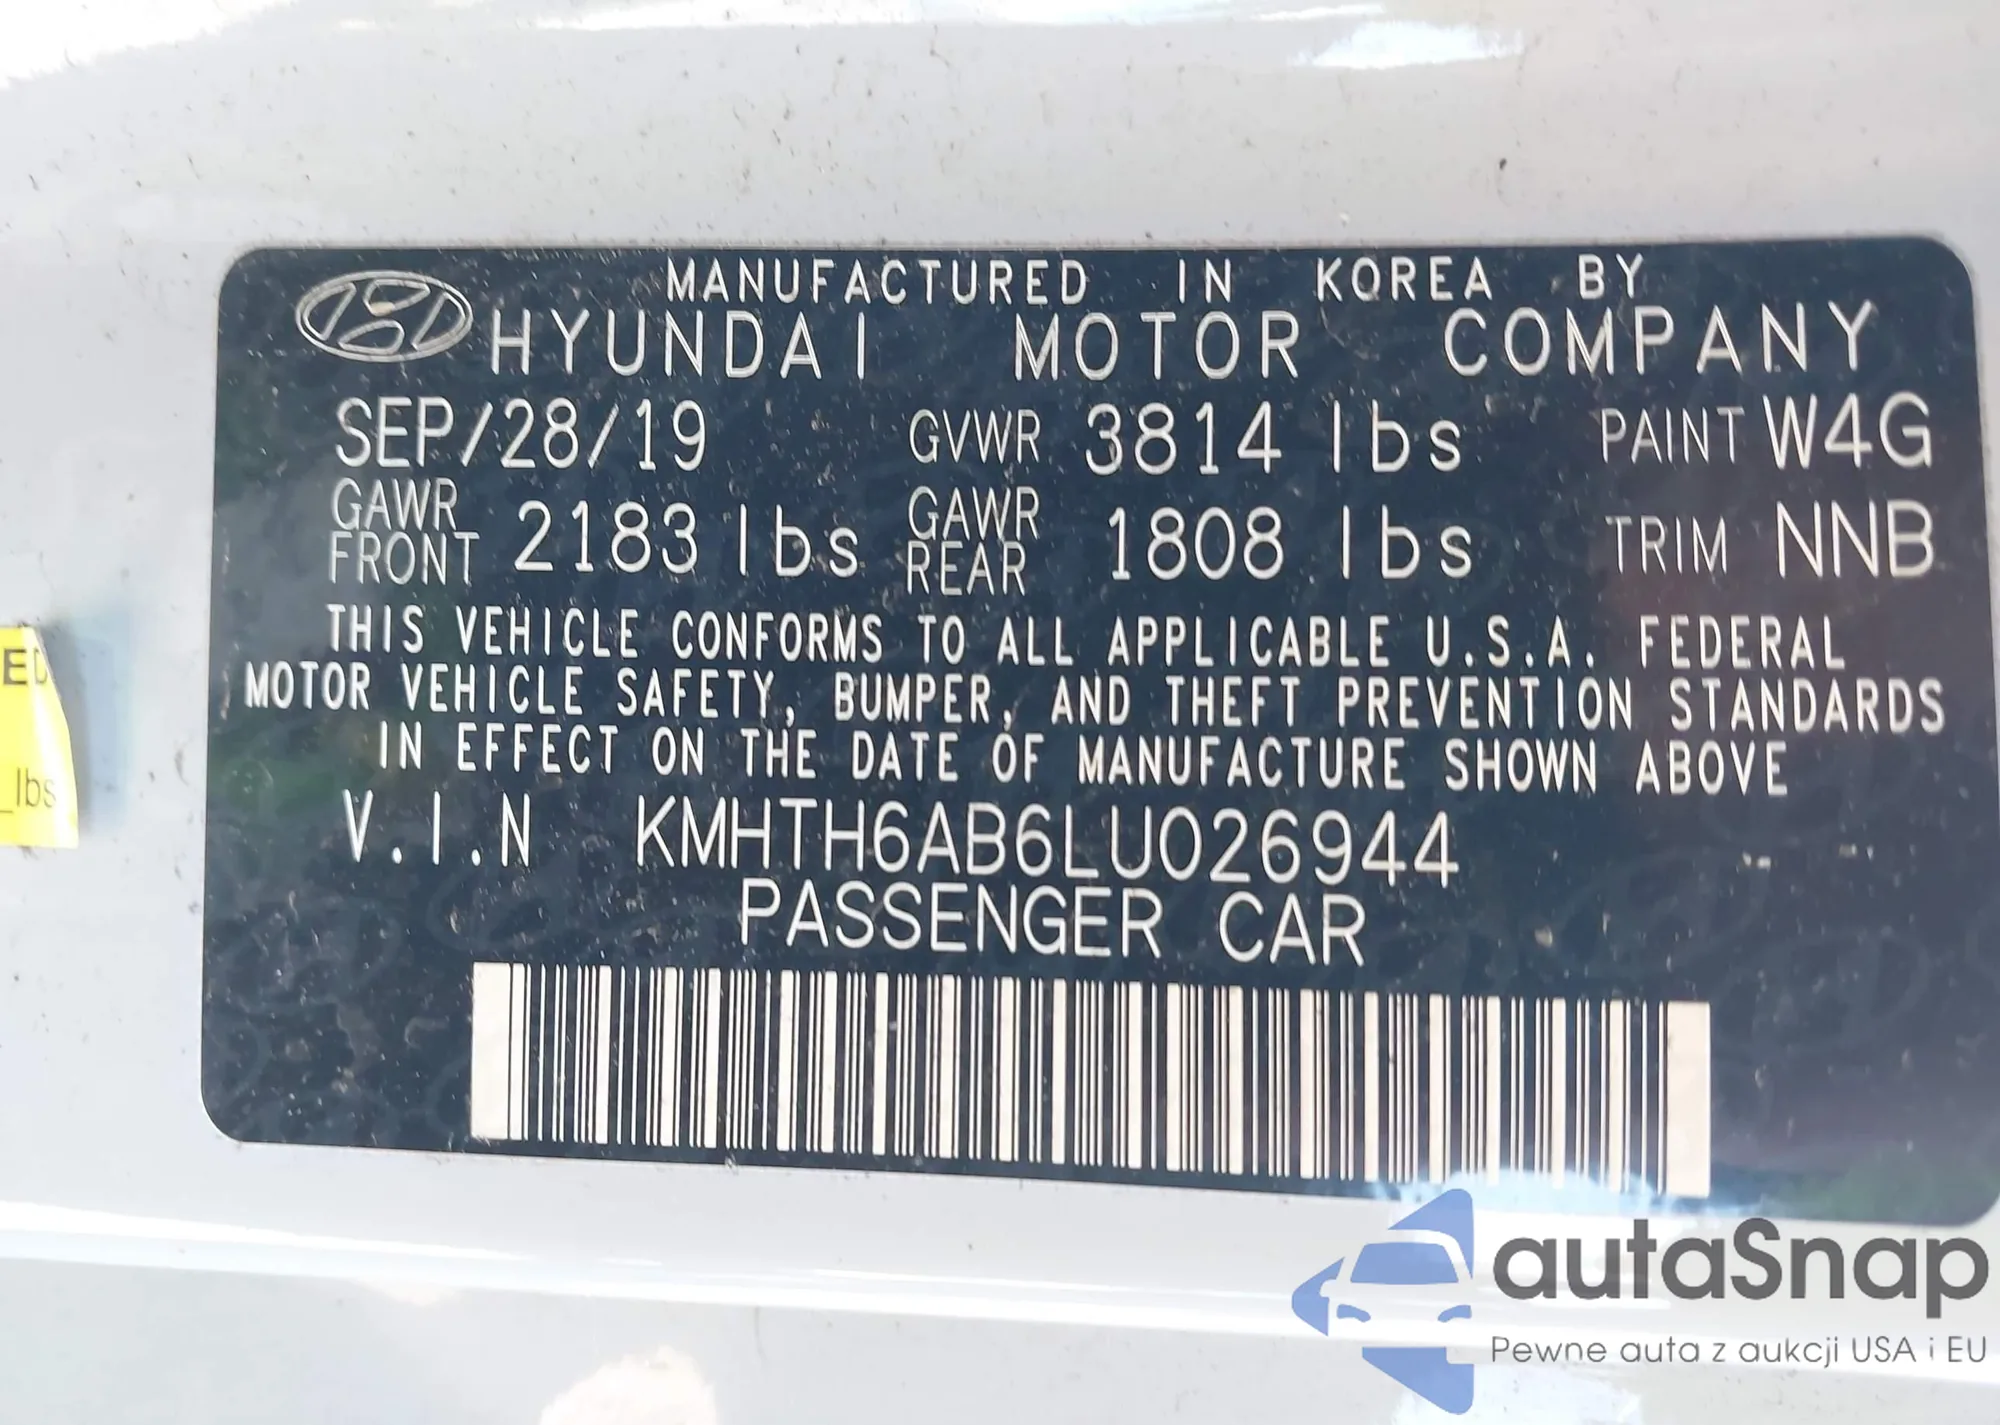 MANUFACTURED IN KOREA BY
HYUNDAI MOTOR COMPANY
SEP/28/19 GVWR 3814 lbs PAINT W4G
GAWR FRONT 2183 lbs GAWR REAR 1808 lbs TRIM NNB
THIS VEHICLE CONFORMS TO ALL APPLICABLE U.S.A. FEDERAL
MOTOR VEHICLE SAFETY, BUMPER, AND THEFT PREVENTION STANDARDS
IN EFFECT ON THE DATE OF MANUFACTURE SHOWN ABOVE
V.I.N KMHTH6AB6LU026944
PASSENGER CAR
ED
_lbs
autaSnap
Pewne auta z aukcji USA i EU